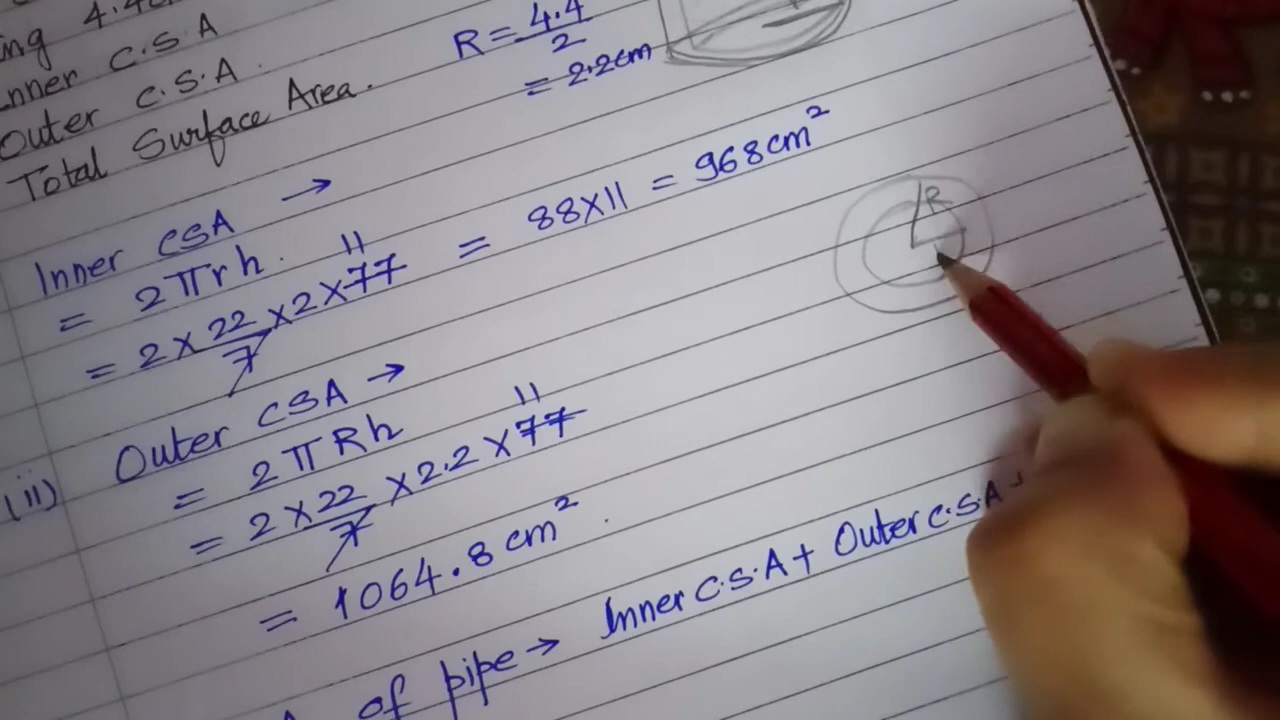 ing 4.4
Inner C.S.A
Outer C.S.A.
Total Surface Area.
R = 4.4/2
= 2.2cm
Inner CSA →
= 2πrh.
= 2 × 22/7 × 2 × 77 11 = 88×11 = 968cm²
R
(ii) Outer CSA →
= 2πRh
= 2 × 22/7 × 2.2 × 77 11
= 1064.8 cm².
of pipe → Inner C.S.A + Outer C.S.A +